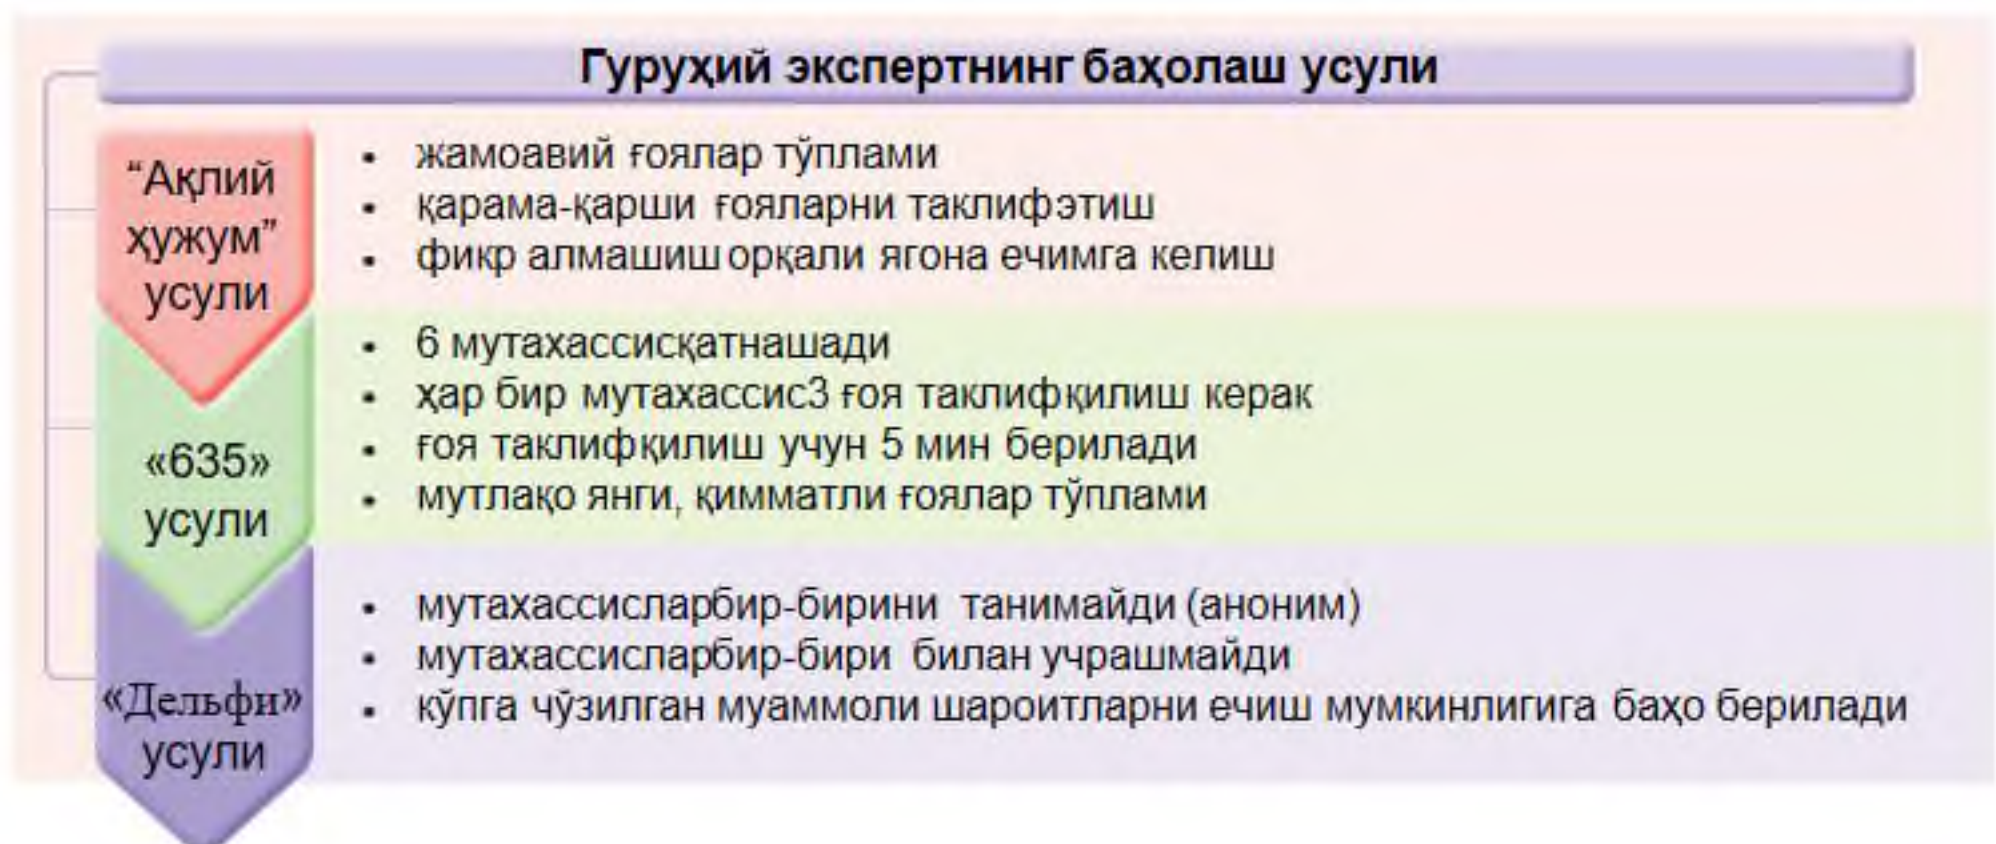 Гуруҳий экспертнинг баҳолаш усули
“Ақлий
ҳужум”
усули
• жамоавий ғоялар тўплами
• қарама-қарши ғояларни таклифэтиш
• фикр алмашиш орқали ягона ечимга келиш
«635»
усули
• 6 мутахассисқатнашади
• ҳар бир мутахассис3 ғоя таклифқилиш керак
• ғоя таклифқилиш учун 5 мин берилади
• мутлақо янги, қимматли ғоялар тўплами
«Дельфи»
усули
• мутахассисларбир-бирини танимайди (аноним)
• мутахассисларбир-бири билан учрашмайди
• кўпга чўзилган муаммоли шароитларни ечиш мумкинлигига баҳо берилади